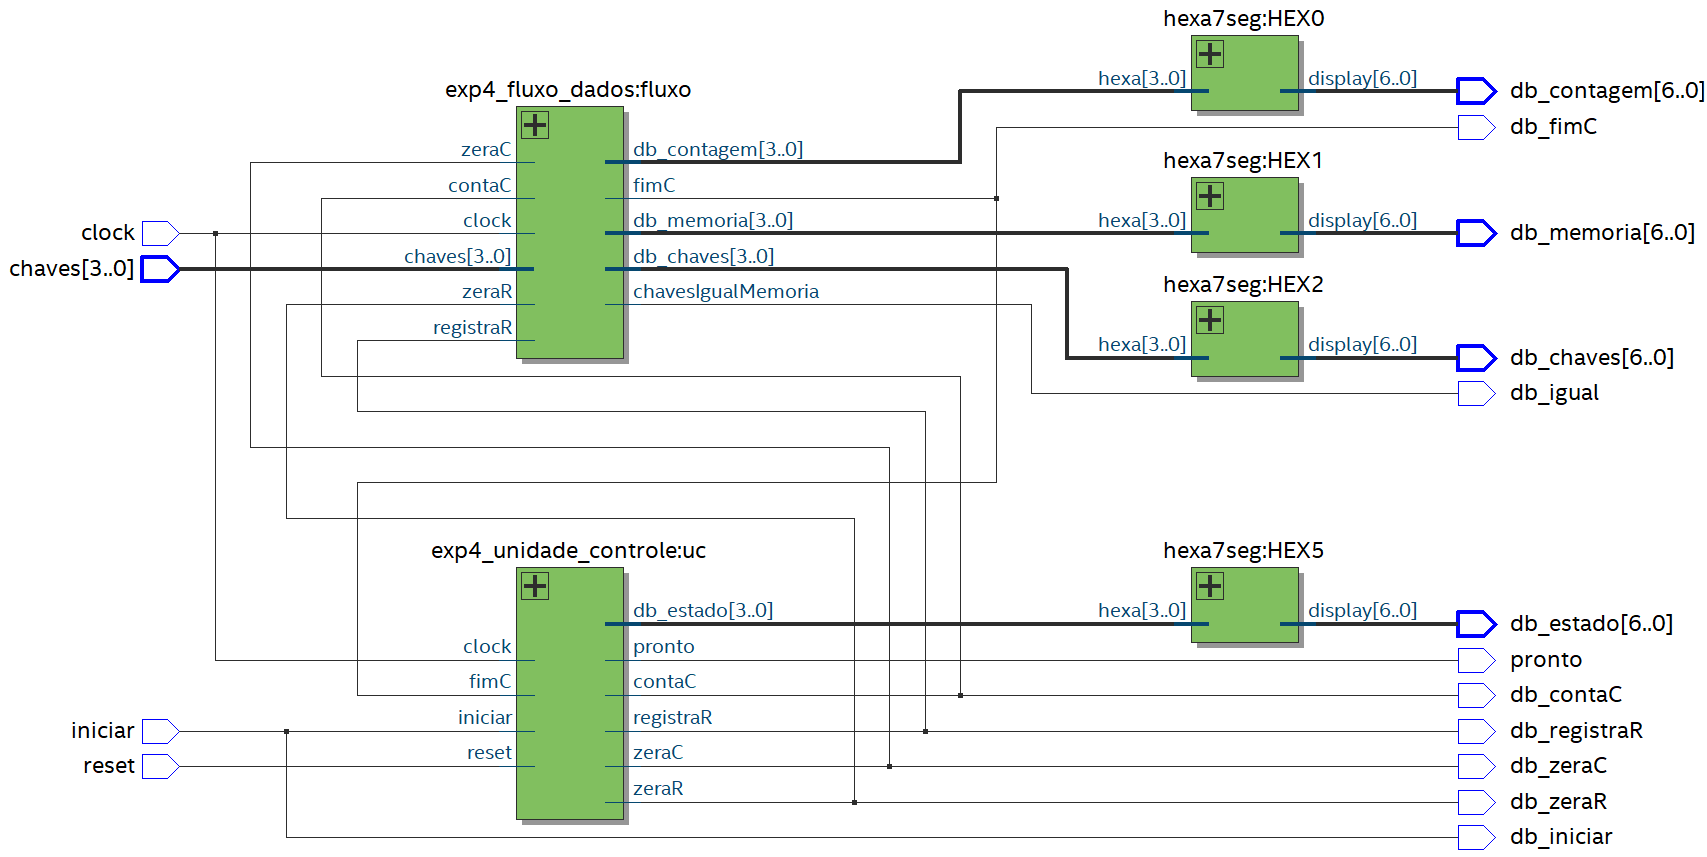 hexa7seg:HEX0
hexa[3..0]
display[6..0]
db_contagem[6..0]
db_fimC
exp4_fluxo_dados:fluxo
zeraC
db_contagem[3..0]
contaC
fimC
clock
clock
db_memoria[3..0]
chaves[3..0]
chaves[3..0]
db_chaves[3..0]
zeraR
chavesIgualMemoria
registraR
hexa7seg:HEX1
hexa[3..0]
display[6..0]
db_memoria[6..0]
hexa7seg:HEX2
hexa[3..0]
display[6..0]
db_chaves[6..0]
db_igual
exp4_unidade_controle:uc
db_estado[3..0]
clock
pronto
fimC
contaC
iniciar
iniciar
registraR
reset
reset
zeraC
zeraR
hexa7seg:HEX5
hexa[3..0]
display[6..0]
db_estado[6..0]
pronto
db_contaC
db_registraR
db_zeraC
db_zeraR
db_iniciar